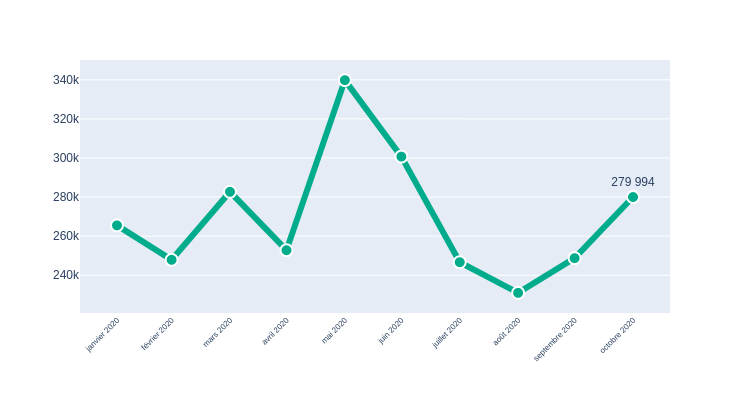 340k
320k
300k
280k
260k
240k
279 994
janvier 2020
février 2020
mars 2020
avril 2020
mai 2020
juin 2020
juillet 2020
août 2020
septembre 2020
octobre 2020